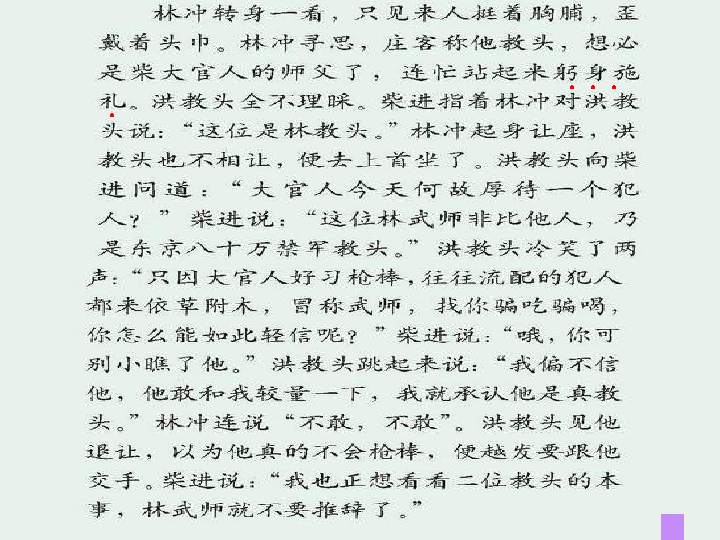 林冲转身一看，只见来人挺着胸脯，歪
戴着头巾。林冲寻思，庄客称他教头，想必
是柴大官人的师父了，连忙站起来躬身施
礼。洪教头全不理睬。柴进指着林冲对洪教
头说：“这位是林教头。”林冲起身让座，洪
教头也不相让，便去上首坐了。洪教头向柴
进问道：“大官人今天何故厚待一个犯
人？”柴进说：“这位林武师非比他人，乃
是东京八十万禁军教头。”洪教头冷笑了两
声：“只因大官人好习枪棒，往往流配的犯人
都来依草附木，冒称武师，找你骗吃骗喝，
你怎么能如此轻信呢？”柴进说：“哦，你可
别小瞧了他。”洪教头跳起来说：“我偏不信
他，他敢和我较量一下，我就承认他是真教
头。”林冲连说“不敢，不敢”。洪教头见他
退让，以为他真的不会枪棒，便越发要跟他
交手。柴进说：“我也正想看看二位教头的本
事，林武师就不要推辞了。”